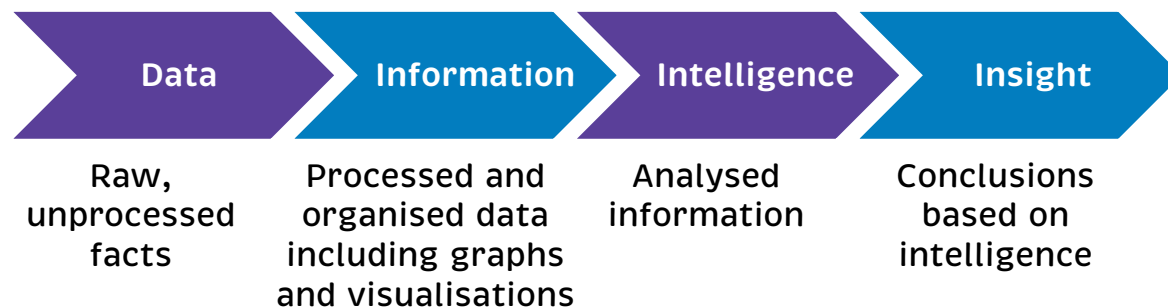 Data
Information
Intelligence
Insight
Raw,
unprocessed
facts
Processed and
organised data
including graphs
and visualisations
Analysed
information
Conclusions
based on
intelligence